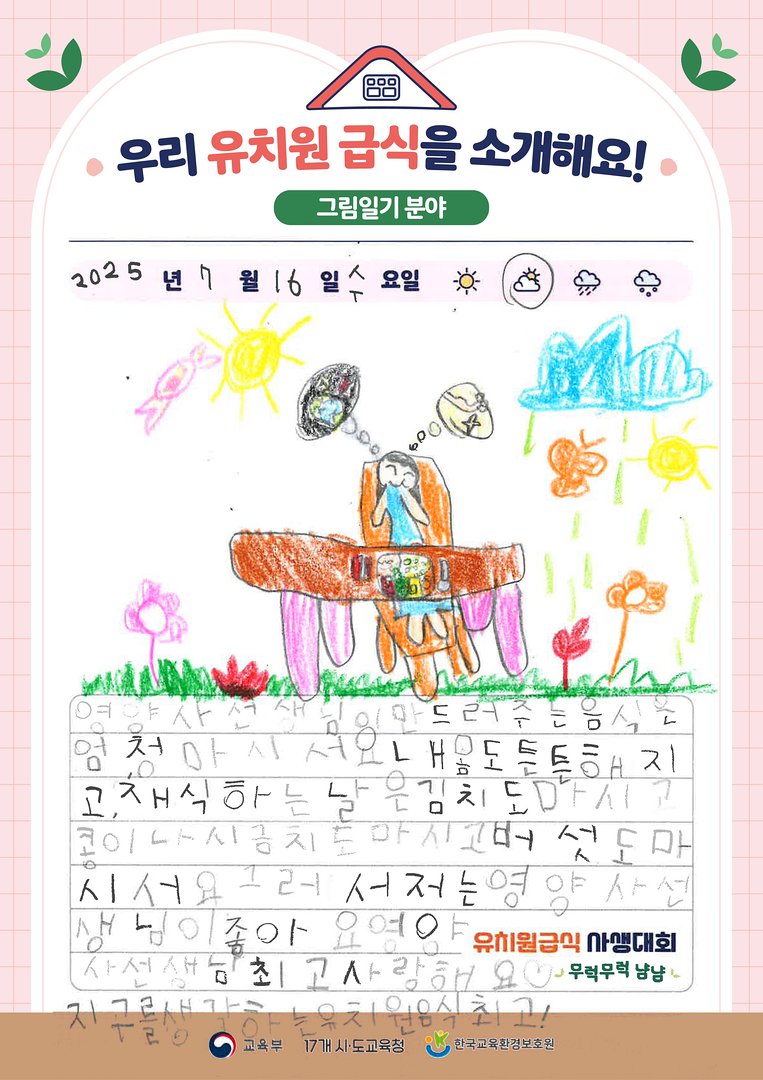 우리 유치원 급식을 소개해요!
그림일기 분야
2025 년 7 월 16 일 수 요일
영양사선생님이만드러주는음식은
엄청마시서요내몸도튼튼해지
고,채식하는날은김치도마시고
콩이나시금치도마시고버섯도마
시서요그러서저는영양사선
생님이좋아요영양
사선생님최고사랑해요♡
지구를생각하는유치원음식최고!
유치원급식 사생대회
무럭무럭 냠냠
교육부 17개 시·도교육청 한국교육환경보호원